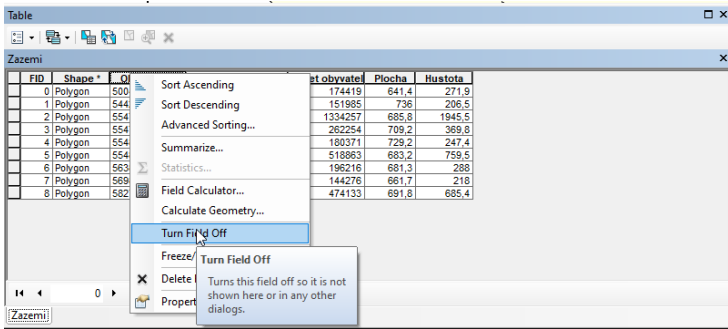 Table
Zazemi
FID Shape * et obyvatel Plocha Hustota
0 Polygon 500 174419 641,4 271,9
1 Polygon 544 151985 736 206,5
2 Polygon 554 1334257 685,8 1945,5
3 Polygon 554 262254 709,2 369,8
4 Polygon 554 180371 729,2 247,4
5 Polygon 554 518863 683,2 759,5
6 Polygon 563 196216 681,3 288
7 Polygon 569 144276 661,7 218
8 Polygon 582 474133 691,8 685,4
Sort Ascending
Sort Descending
Advanced Sorting...
Summarize...
Σ Statistics...
Field Calculator...
Calculate Geometry...
Turn Field Off
Freeze/
Delete
Propert
Turn Field Off
Turns this field off so it is not
shown here or in any other
dialogs.
0
Zazemi